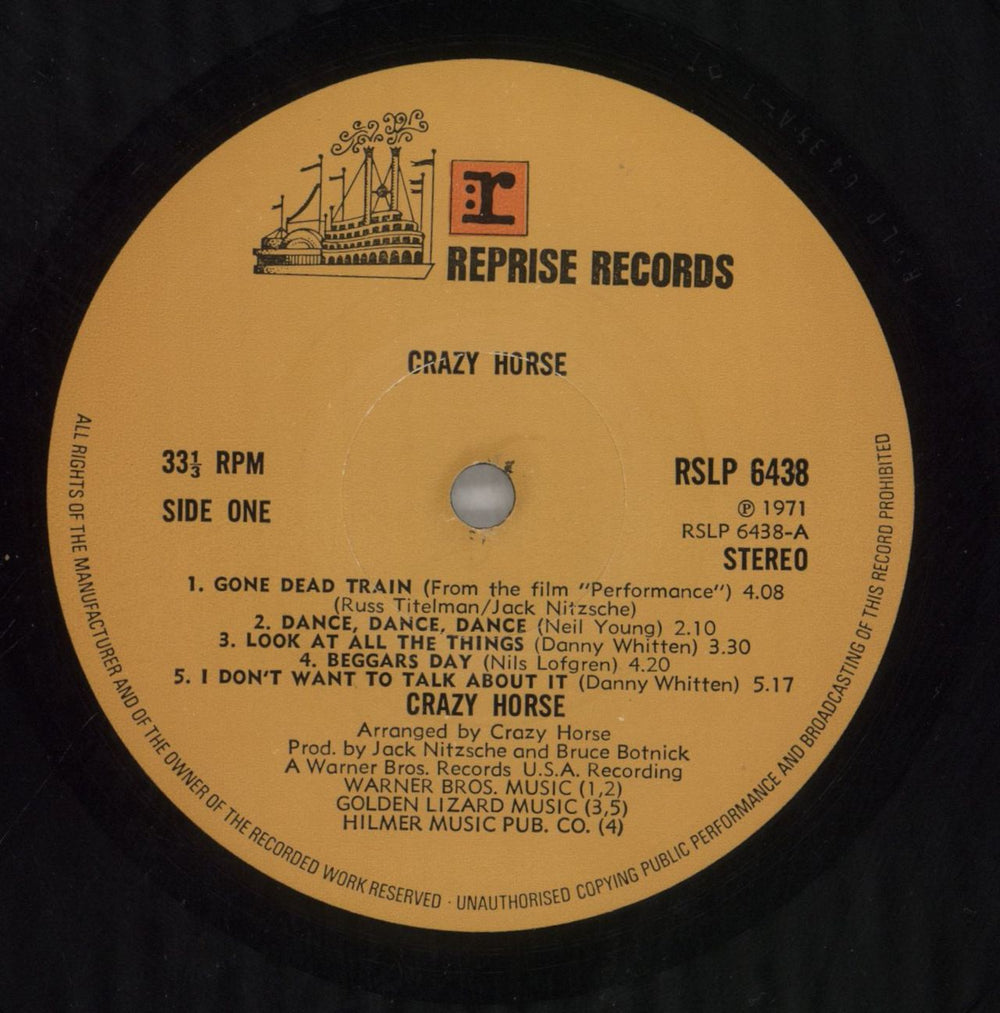 r
REPRISE RECORDS
CRAZY HORSE
33⅓ RPM
SIDE ONE
RSLP 6438
℗ 1971
RSLP 6438-A
STEREO
1. GONE DEAD TRAIN (From the film "Performance") 4.08
(Russ Titelman/Jack Nitzsche)
2. DANCE, DANCE, DANCE (Neil Young) 2.10
3. LOOK AT ALL THE THINGS (Danny Whitten) 3.30
4. BEGGARS DAY (Nils Lofgren) 4.20
5. I DON'T WANT TO TALK ABOUT IT (Danny Whitten) 5.17
CRAZY HORSE
Arranged by Crazy Horse
Prod. by Jack Nitzsche and Bruce Botnick
A Warner Bros. Records U.S.A. Recording
WARNER BROS. MUSIC (1,2)
GOLDEN LIZARD MUSIC (3,5)
HILMER MUSIC PUB. CO. (4)
ALL RIGHTS OF THE MANUFACTURER AND OF THE OWNER OF THE RECORDED WORK RESERVED · UNAUTHORISED COPYING PUBLIC PERFORMANCE AND BROADCASTING OF THIS RECORD PROHIBITED